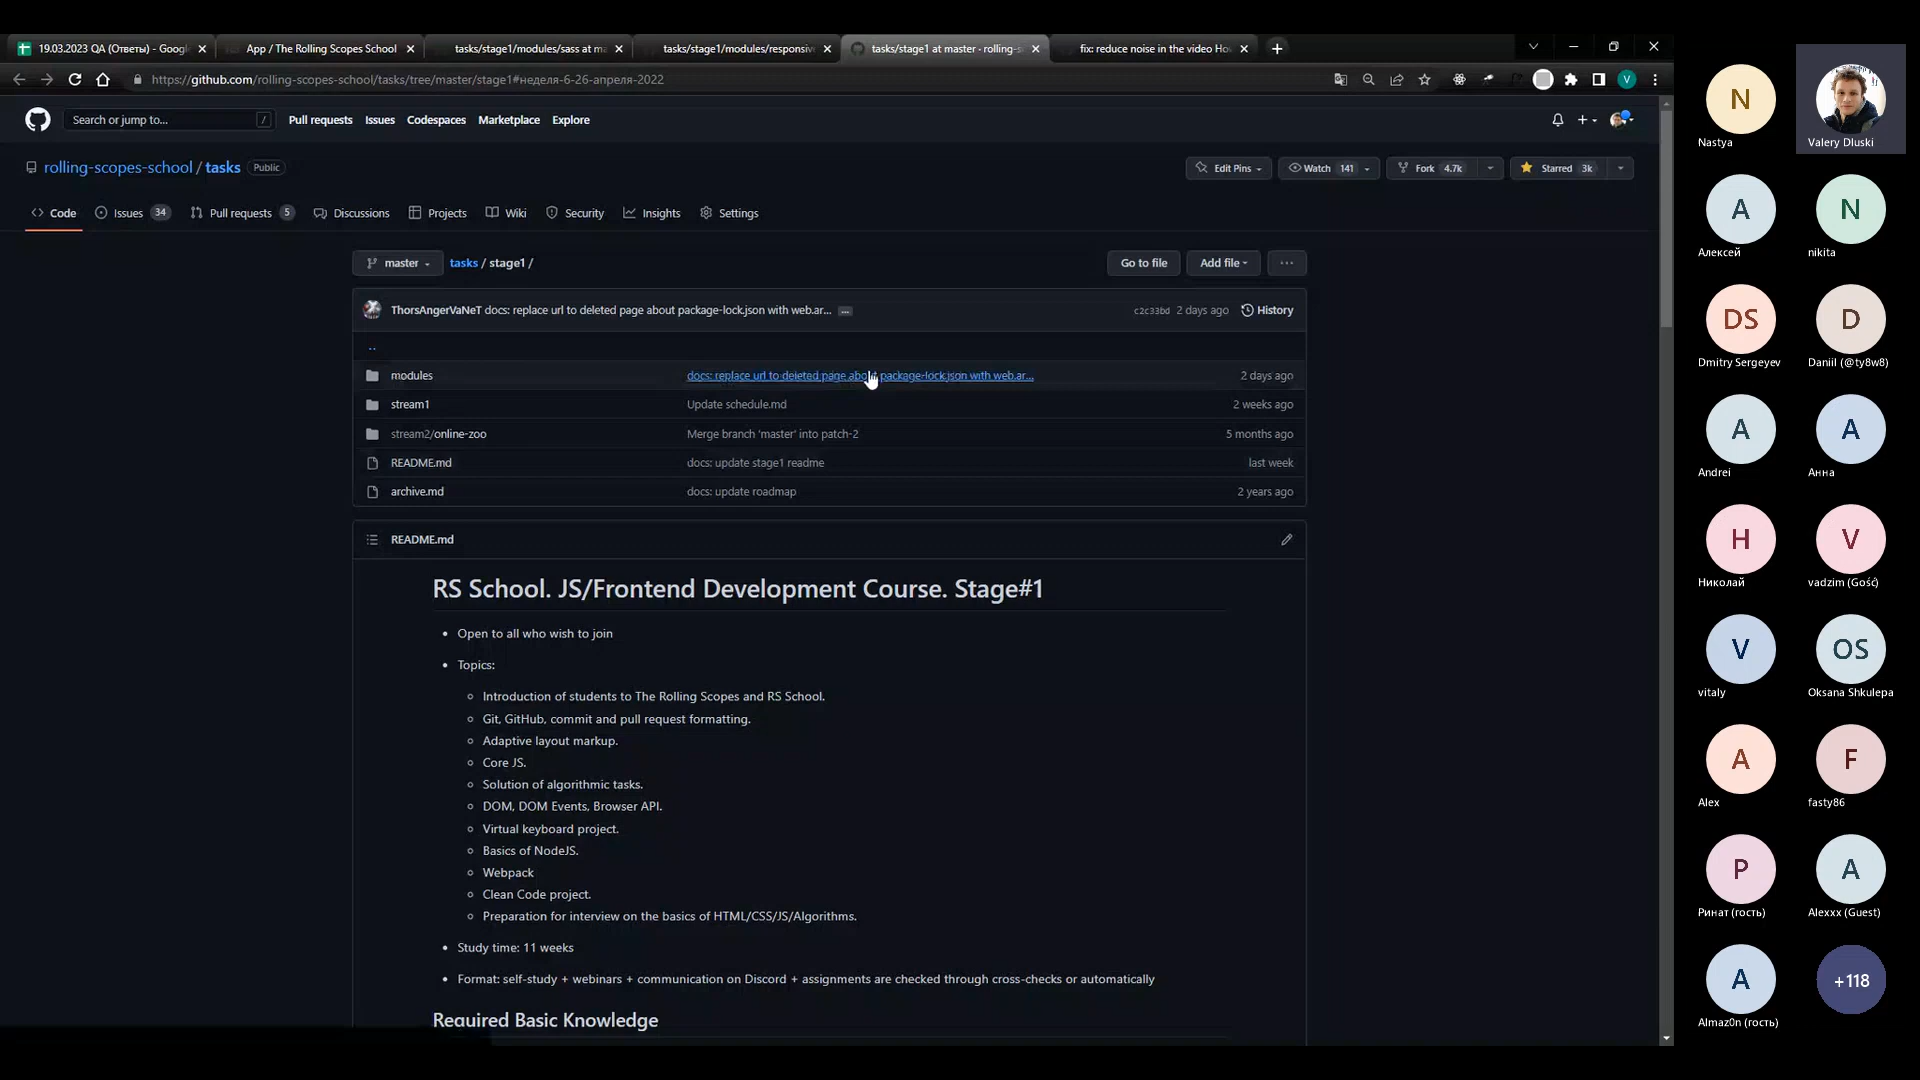 19.03.2023 QA (Ответы) - Googl
App / The Rolling Scopes School
tasks/stage1/modules/sass at ma
tasks/stage1/modules/responsiv
tasks/stage1 at master · rolling-s
fix: reduce noise in the video Ho
https://github.com/rolling-scopes-school/tasks/tree/master/stage1#неделя-6-26-апреля-2022
V
Search or jump to...
/
Pull requests
Issues
Codespaces
Marketplace
Explore
rolling-scopes-school / tasks
Public
Edit Pins
Watch 141
Fork 4.7k
Starred 3k
Code
Issues 34
Pull requests 5
Discussions
Projects
Wiki
Security
Insights
Settings
master
tasks / stage1 /
Go to file
Add file
...
ThorsAngerVaNeT docs: replace url to deleted page about package-lock.json with web.ar... ...
c2c33bd 2 days ago
History
..
modules
docs: replace url to deleted page about package-lock.json with web.ar...
2 days ago
stream1
Update schedule.md
2 weeks ago
stream2/online-zoo
Merge branch 'master' into patch-2
5 months ago
README.md
docs: update stage1 readme
last week
archive.md
docs: update roadmap
2 years ago
README.md
RS School. JS/Frontend Development Course. Stage#1
Open to all who wish to join
Topics:
Introduction of students to The Rolling Scopes and RS School.
Git, GitHub, commit and pull request formatting.
Adaptive layout markup.
Core JS.
Solution of algorithmic tasks.
DOM, DOM Events, Browser API.
Virtual keyboard project.
Basics of NodeJS.
Webpack
Clean Code project.
Preparation for interview on the basics of HTML/CSS/JS/Algorithms.
Study time: 11 weeks
Format: self-study + webinars + communication on Discord + assignments are checked through cross-checks or automatically
Required Basic Knowledge
N
Nastya
Valery Dluski
A
Алексей
N
nikita
DS
Dmitry Sergeyev
D
Daniil (@ty8w8)
A
Andrei
A
Анна
Н
Николай
V
vadzim (Gość)
V
vitaly
OS
Oksana Shkulepa
A
Alex
F
fasty86
Р
Ринат (гость)
A
Alexxx (Guest)
A
Almaz0n (гость)
+118